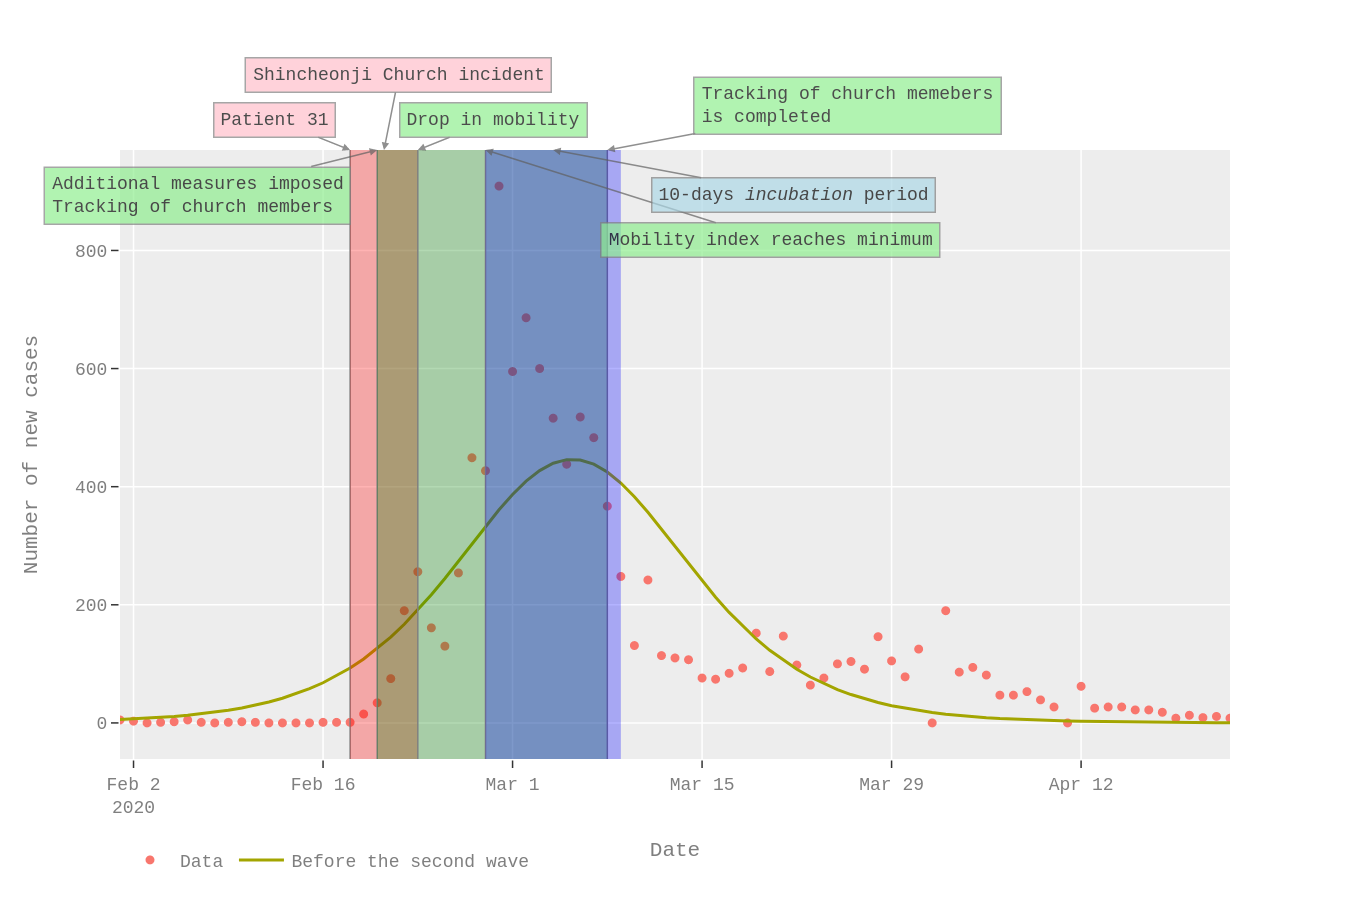 Shincheonji Church incident
Tracking of church memebers
is completed
Patient 31
Drop in mobility
Additional measures imposed
Tracking of church members
10-days incubation period
Mobility index reaches minimum
Number of new cases
800
600
400
200
0
Feb 2
2020
Feb 16
Mar 1
Mar 15
Mar 29
Apr 12
Date
Data
Before the second wave